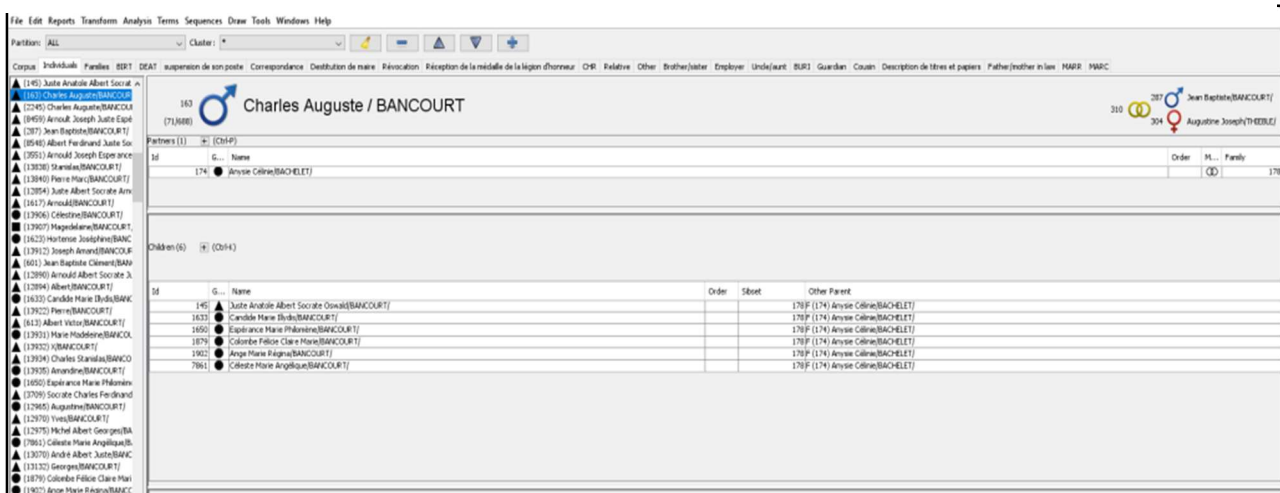 File Edit Reports Transform Analysis Terms Sequences Draw Tools Windows Help
Partition: ALL Cluster: *
Corpus Individuals Families BIRT DEAT suspension de son poste Correspondance Destitution de maire Révocation Réception de la médaille de la légion d'honneur CHR Relative Other Brother/sister Employer Uncle/aunt BURI Guardian Cousin Description de titres et papiers Father/mother in law MARR MARC
(145) Juste Anatole Albert Socrat
(163) Charles Auguste/BANCOUR
(2245) Charles Auguste/BANCOU
(8459) Arnoult Joseph Juste Espé
(287) Jean Baptiste/BANCOURT/
(8548) Albert Ferdinand Juste Soc
(3551) Arnould Joseph Esperance
(13838) Stanislas/BANCOURT/
(13840) Pierre Marc/BANCOURT/
(12854) Juste Albert Socrate Arn
(1617) Arnould/BANCOURT/
(13906) Célestine/BANCOURT/
(13907) Magedelaine/BANCOURT,
(1623) Hortense Joséphine/BANC
(13912) Joseph Amand/BANCOUR
(601) Jean Baptiste Clément/BAN
(12890) Arnould Albert Socrate Ju
(12894) Albert/BANCOURT/
(1633) Candide Marie Illydis/BANC
(13922) Pierre/BANCOURT/
(613) Albert Victor/BANCOURT/
(13931) Marie Madeleine/BANCOU
(13932) X/BANCOURT/
(13934) Charles Stanislas/BANCO
(13935) Amandine/BANCOURT/
(1650) Espérance Marie Philomèn
(3709) Socrate Charles Ferdinand
(12965) Augustine/BANCOURT/
(12970) Yves/BANCOURT/
(12975) Michel Albert Georges/BA
(7861) Céleste Marie Angélique/B
(13070) André Albert Juste/BANC
(13132) Georges/BANCOURT/
(1879) Colombe Félicie Claire Mari
(1902) Ange Marie Régina/BANCO
163 Charles Auguste / BANCOURT
(71/688)
310
287 Jean Baptiste/BANCOURT/
304 Augustine Joseph/THIEBLE/
Partners (1) + (Ctrl-P)
Id G... Name Order M... Family
174 Anysie Célinie/BACHELET/ 178
Children (6) + (Ctrl-K)
Id G... Name Order Sibset Other Parent
145 Juste Anatole Albert Socrate Oswald/BANCOURT/ 178 F (174) Anysie Célinie/BACHELET/
1633 Candide Marie Illydis/BANCOURT/ 178 F (174) Anysie Célinie/BACHELET/
1650 Espérance Marie Philomène/BANCOURT/ 178 F (174) Anysie Célinie/BACHELET/
1879 Colombe Félicie Claire Marie/BANCOURT/ 178 F (174) Anysie Célinie/BACHELET/
1902 Ange Marie Régina/BANCOURT/ 178 F (174) Anysie Célinie/BACHELET/
7861 Céleste Marie Angélique/BANCOURT/ 178 F (174) Anysie Célinie/BACHELET/